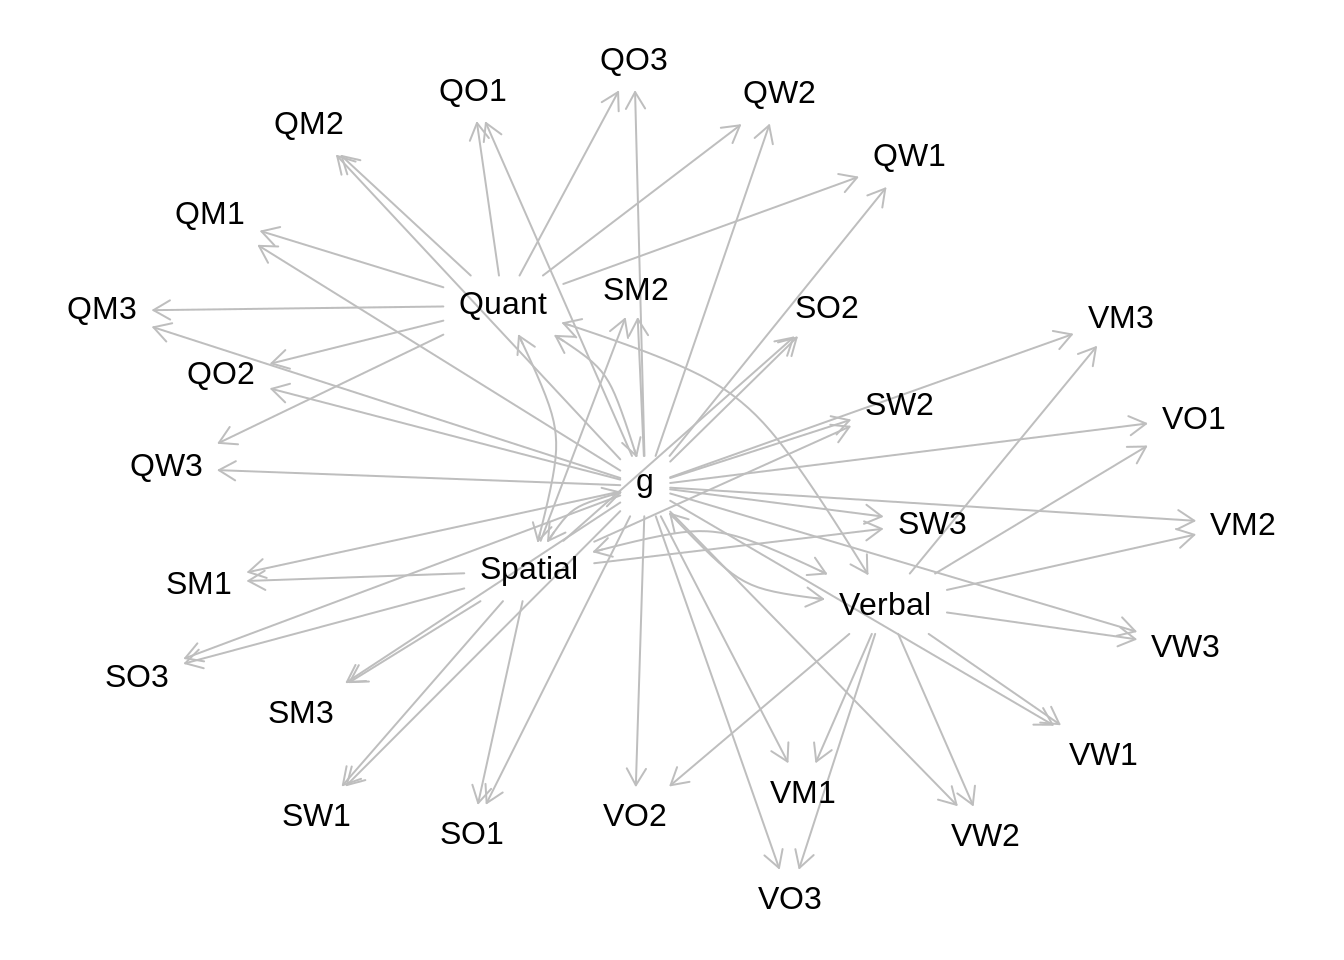 QO3
QO1
QW2
QM2
QW1
QM1
SM2
Quant
QM3
SO2
VM3
QO2
SW2
VO1
QW3
g
SW3
VM2
Spatial
SM1
Verbal
VW3
SO3
SM3
VW1
VM1
SW1
VO2
SO1
VW2
VO3